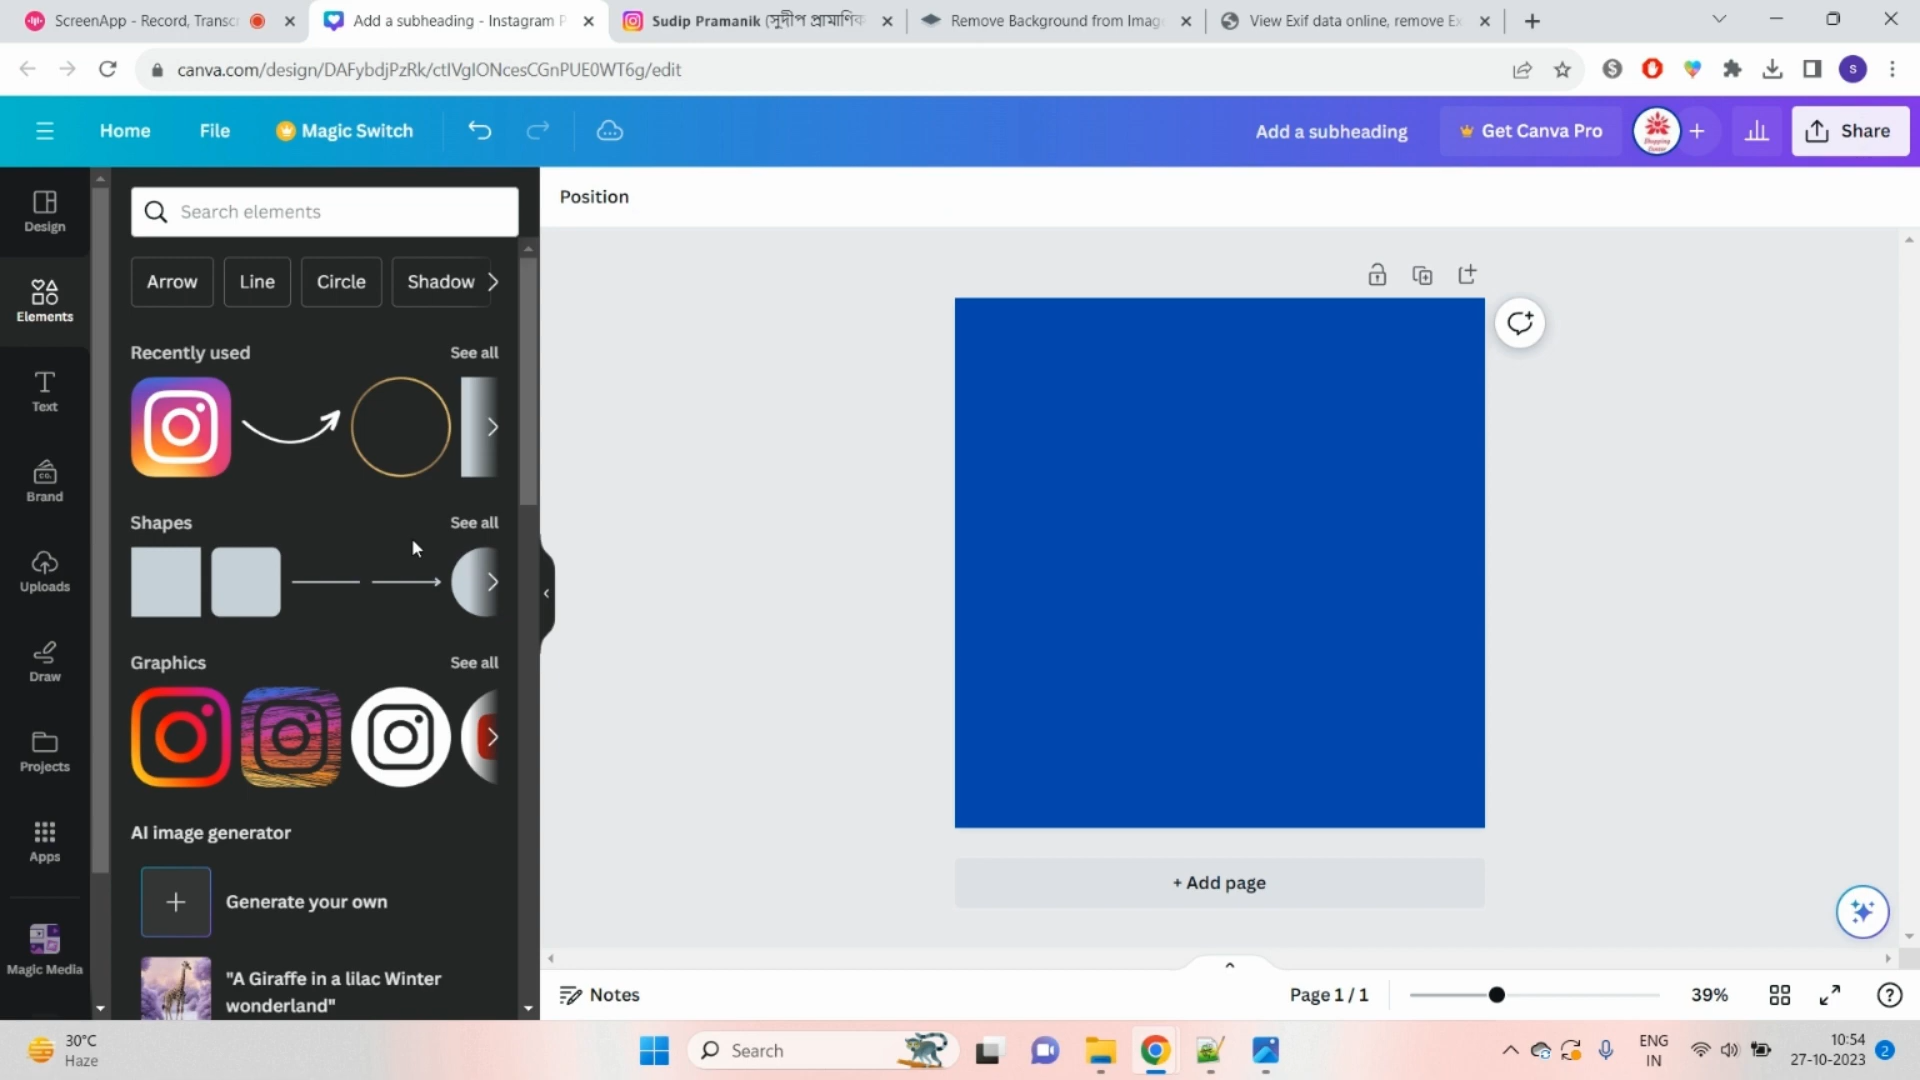 ScreenApp - Record, Transc
Add a subheading - Instagram P
Sudip Pramanik (সুদীপ প্রামাণিক
Remove Background from Imag
View Exif data online, remove Ex
canva.com/design/DAFybdjPzRk/ctIVgIONcesCGnPUE0WT6g/edit
S
Home
File
Magic Switch
Add a subheading
Get Canva Pro
Share
Design
Elements
Text
CO.
Brand
Uploads
Draw
Projects
Apps
Magic Media
Search elements
Arrow
Line
Circle
Shadow
Recently used
See all
Shapes
See all
Graphics
See all
AI image generator
Generate your own
"A Giraffe in a lilac Winter
wonderland"
Position
+ Add page
Notes
Page 1 / 1
39%
30°C
Haze
Search
ENG
IN
10:54
27-10-2023
2